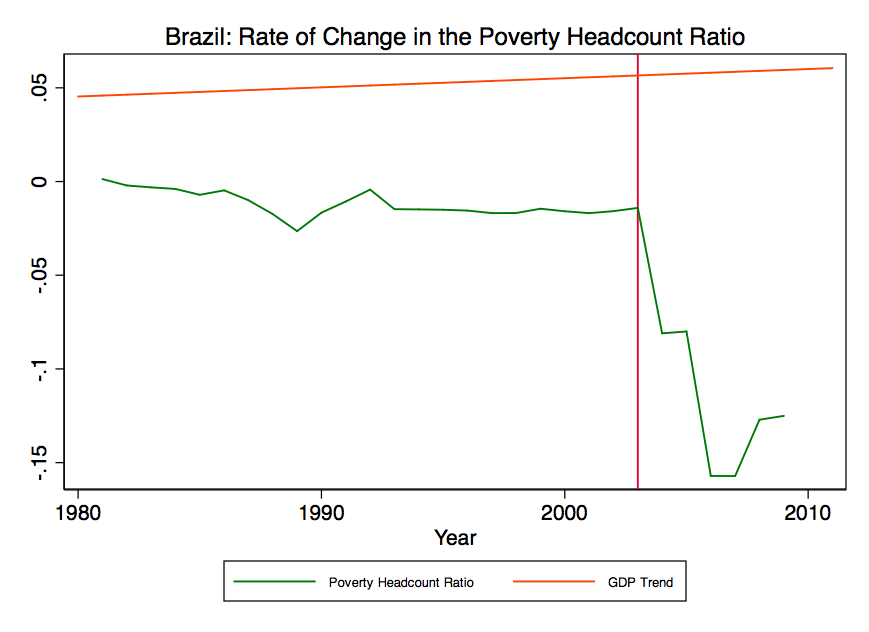 Brazil: Rate of Change in the Poverty Headcount Ratio
.05
0
-.05
-.1
-.15
1980 1990 2000 2010
Year
Poverty Headcount Ratio GDP Trend